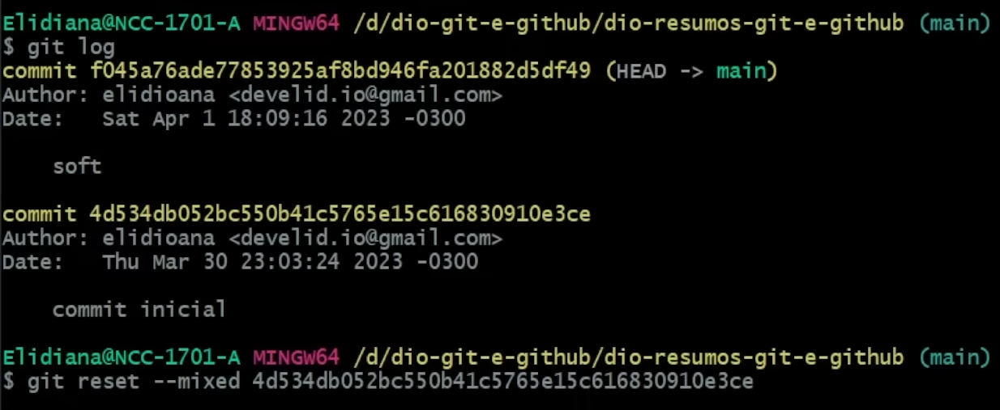 Elidiana@NCC-1701-A MINGW64 /d/dio-git-e-github/dio-resumos-git-e-github (main)
$ git log
commit f045a76ade77853925af8bd946fa201882d5df49 (HEAD -> main)
Author: elidioana <develid.io@gmail.com>
Date:   Sat Apr 1 18:09:16 2023 -0300
    soft
commit 4d534db052bc550b41c5765e15c616830910e3ce
Author: elidioana <develid.io@gmail.com>
Date:   Thu Mar 30 23:03:24 2023 -0300
    commit inicial
Elidiana@NCC-1701-A MINGW64 /d/dio-git-e-github/dio-resumos-git-e-github (main)
$ git reset --mixed 4d534db052bc550b41c5765e15c616830910e3ce